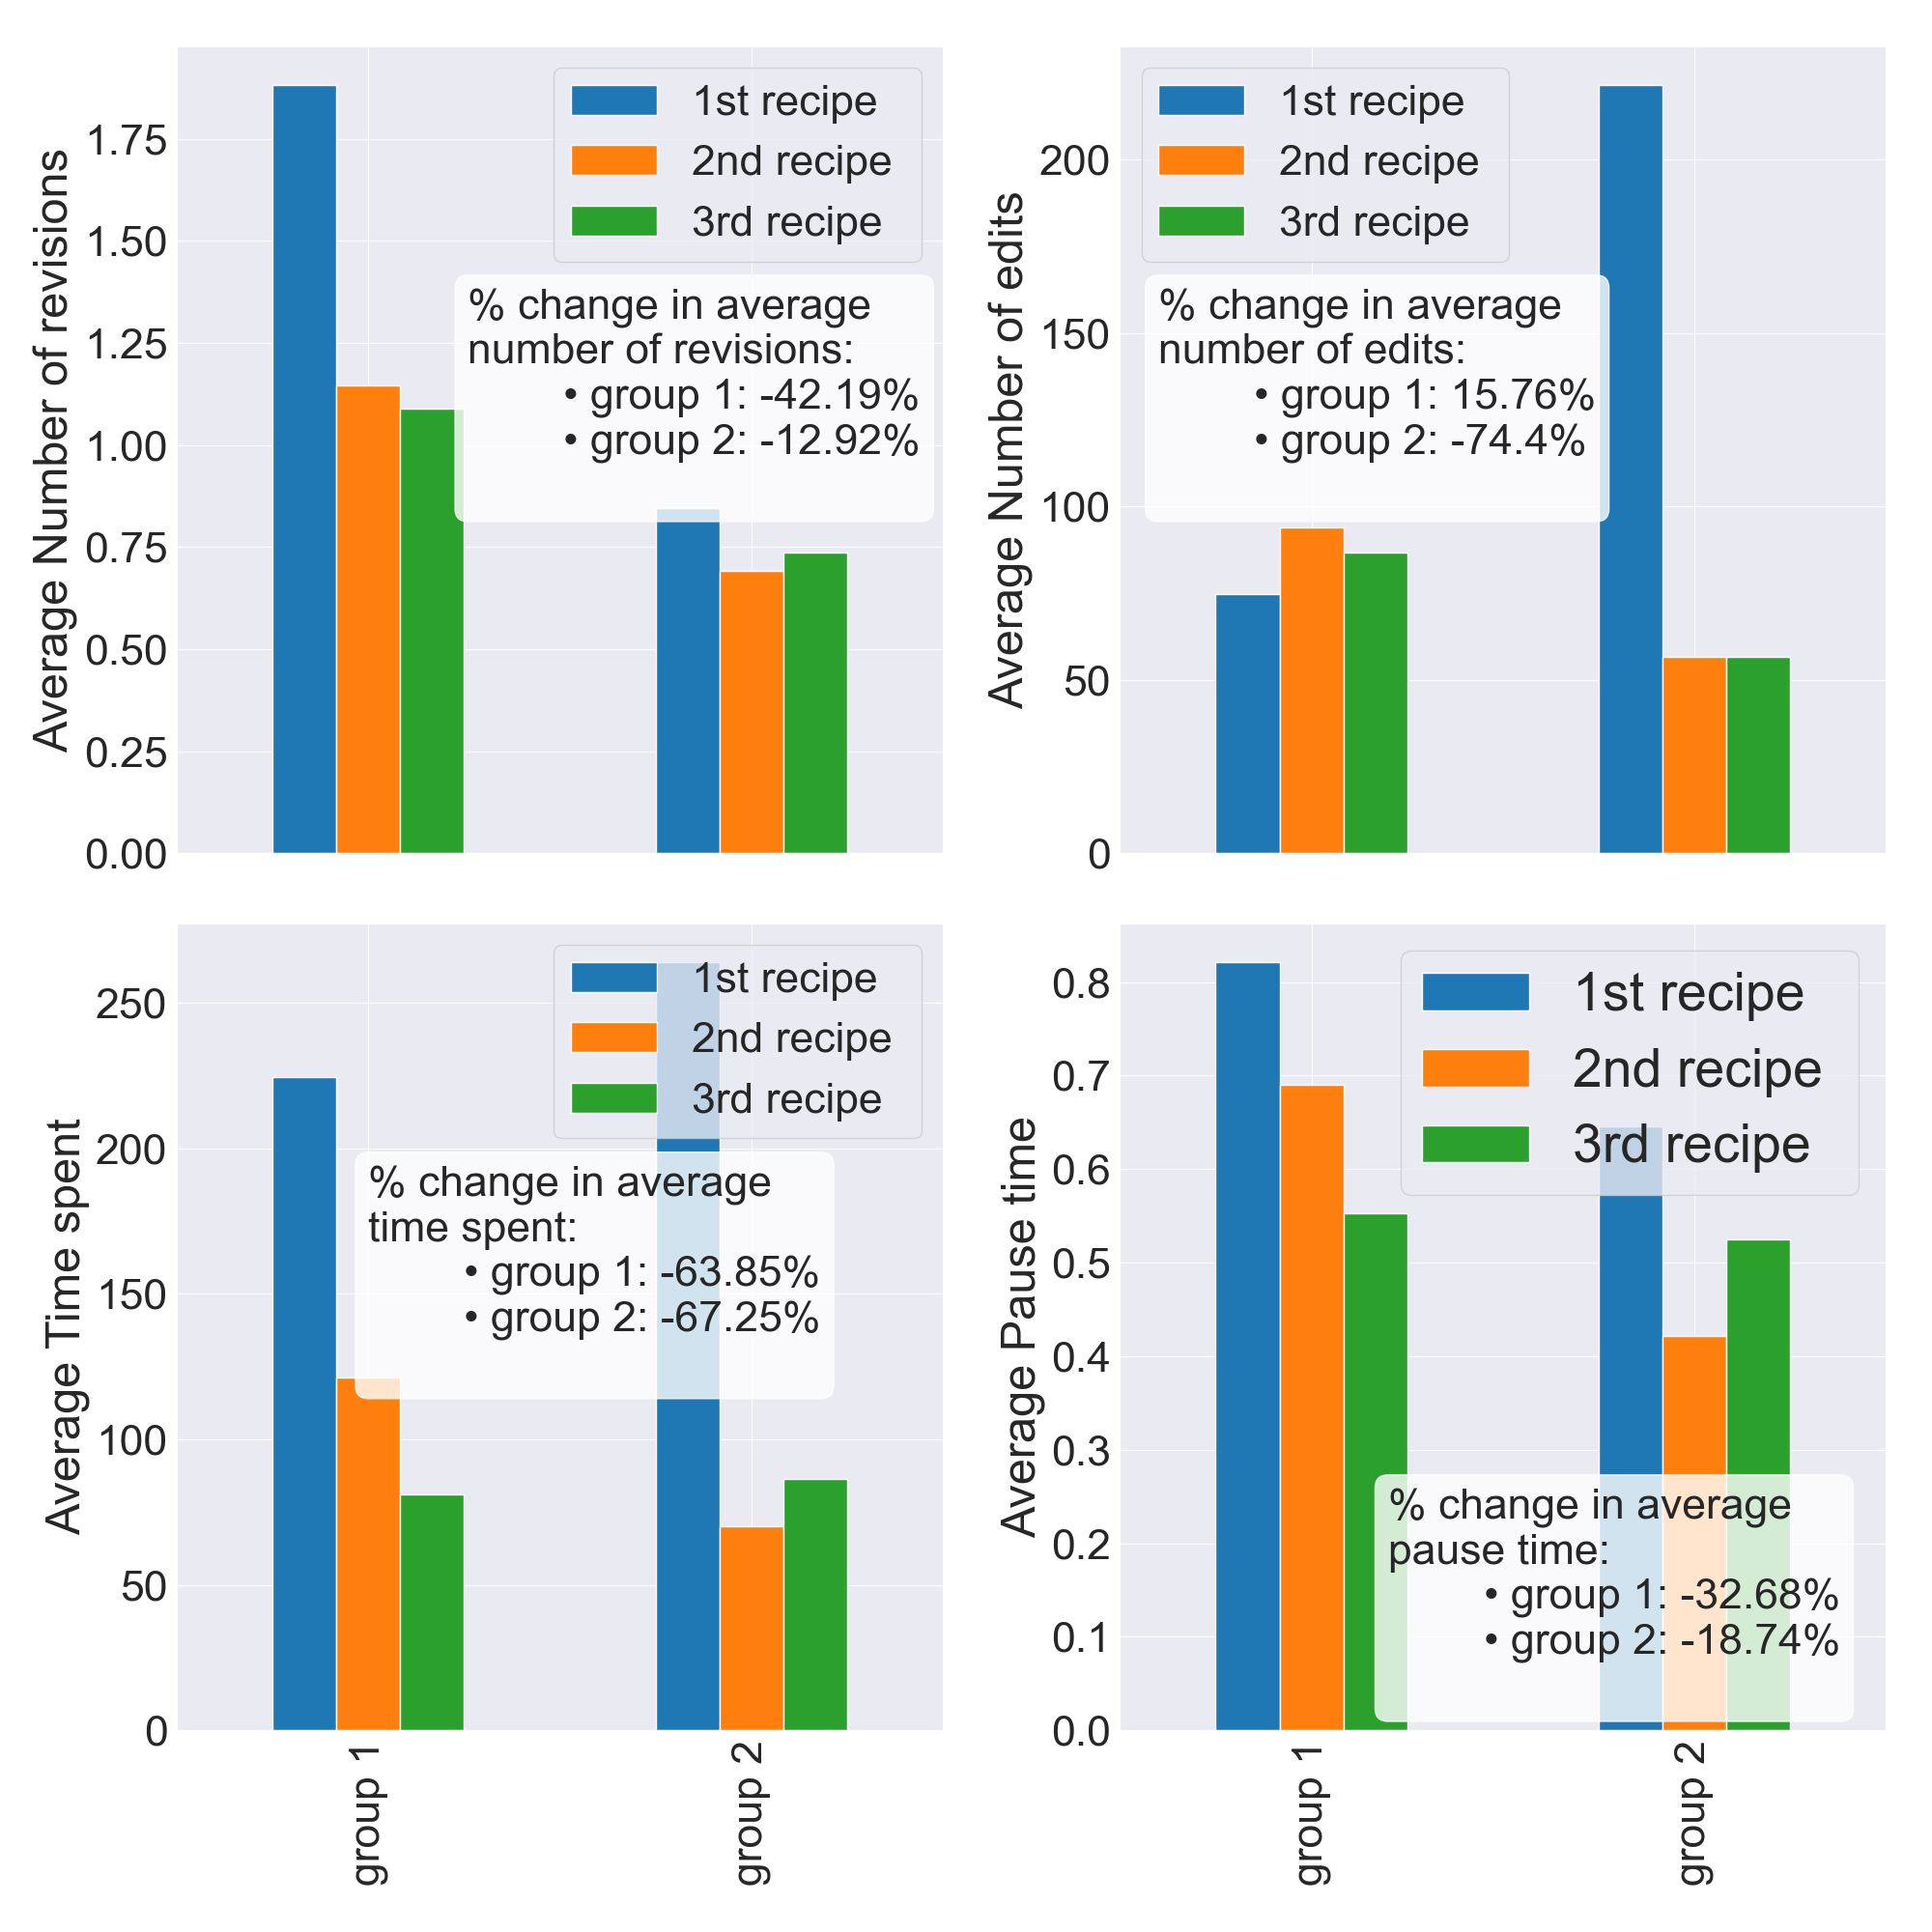 Average Number of revisions
1.75
1.50
1.25
1.00
0.75
0.50
0.25
0.00
1st recipe
2nd recipe
3rd recipe
% change in average
number of revisions:
• group 1: -42.19%
• group 2: -12.92%
Average Number of edits
200
150
100
50
0
1st recipe
2nd recipe
3rd recipe
% change in average
number of edits:
• group 1: 15.76%
• group 2: -74.4%
Average Time spent
250
200
150
100
50
0
1st recipe
2nd recipe
3rd recipe
% change in average
time spent:
• group 1: -63.85%
• group 2: -67.25%
group 1
group 2
Average Pause time
0.8
0.7
0.6
0.5
0.4
0.3
0.2
0.1
0.0
1st recipe
2nd recipe
3rd recipe
% change in average
pause time:
• group 1: -32.68%
• group 2: -18.74%
group 1
group 2